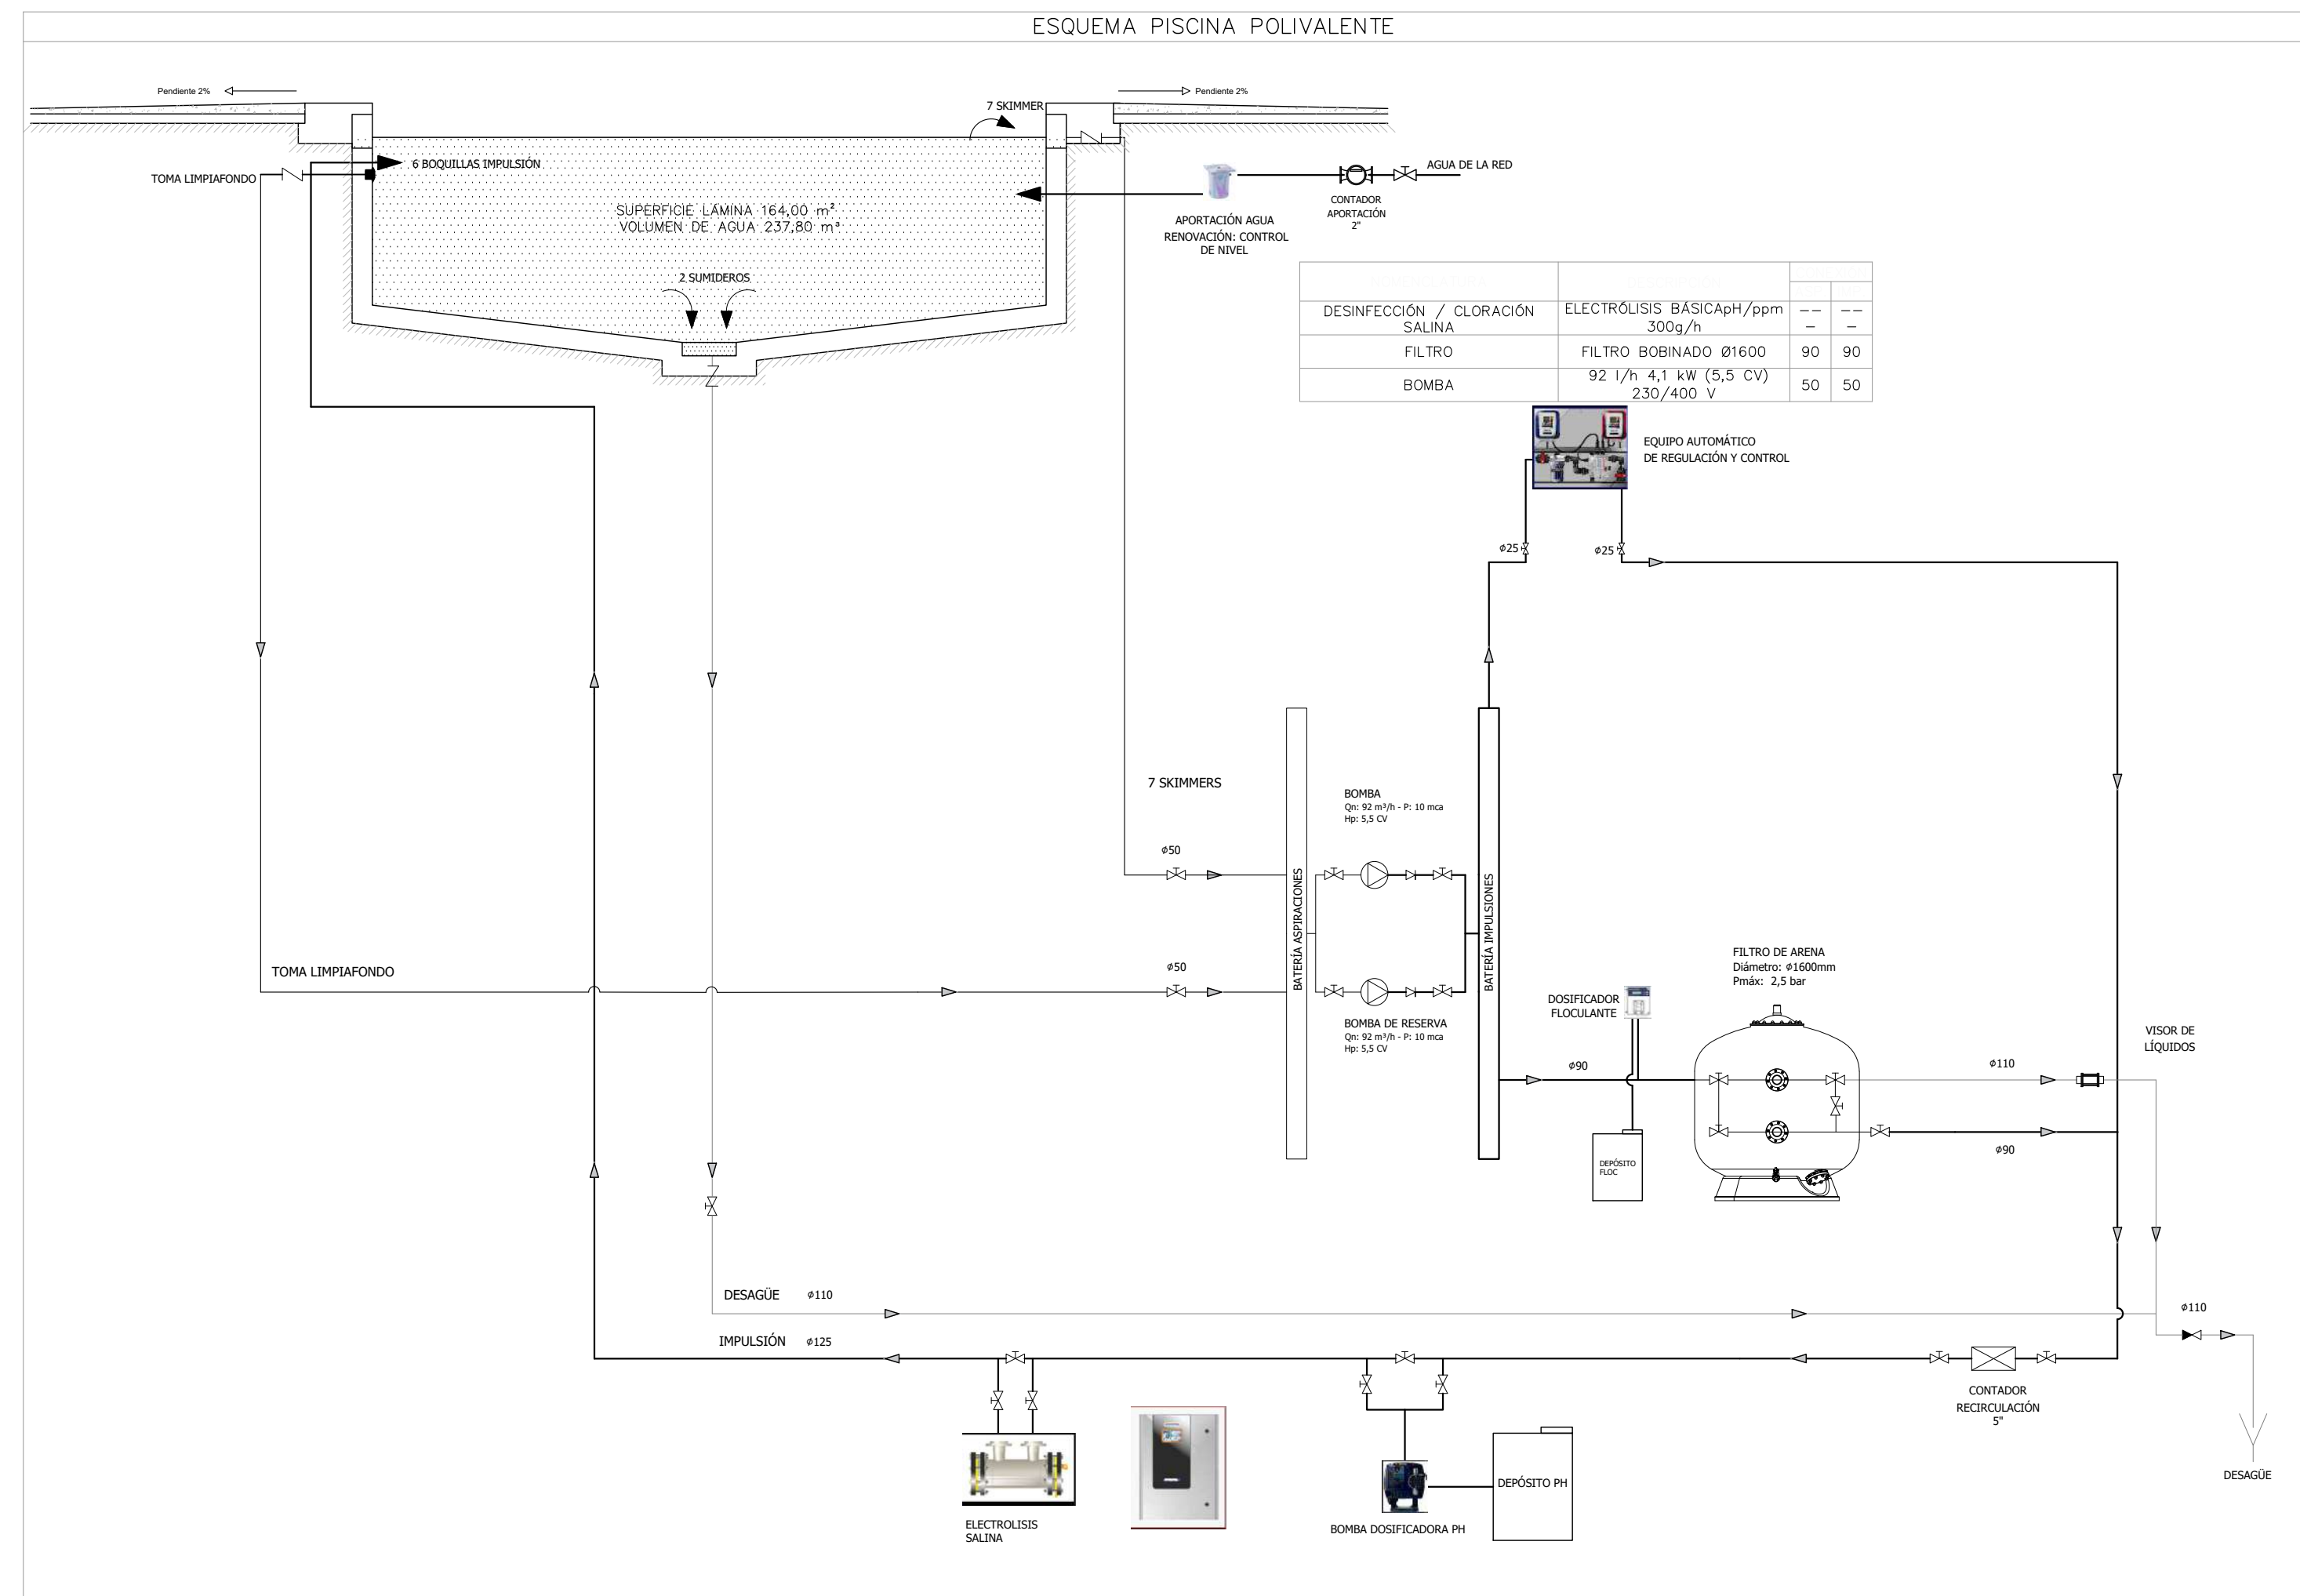 ESQUEMA PISCINA POLIVALENTE
Pendiente 2%
7 SKIMMER
Pendiente 2%
6 BOQUILLAS IMPULSIÓN
TOMA LIMPIAFONDO
AGUA DE LA RED
CONTADOR
APORTACIÓN
2"
SUPERFICIE LÁMINA 164,00 m²
VOLUMEN DE AGUA 237,80 m³
APORTACIÓN AGUA
RENOVACIÓN: CONTROL
DE NIVEL
2 SUMIDEROS
DESINFECCIÓN / CLORACIÓN
SALINA
ELECTRÓLISIS BÁSICApH/ppm
300g/h
--
-
--
-
FILTRO
FILTRO BOBINADO Ø1600
90
90
BOMBA
92 l/h 4,1 kW (5,5 CV)
230/400 V
50
50
EQUIPO AUTOMÁTICO
DE REGULACIÓN Y CONTROL
ø25
ø25
7 SKIMMERS
BOMBA
Qn: 92 m³/h - P: 10 mca
Hp: 5,5 CV
ø50
BATERÍA ASPIRACIONES
BATERÍA IMPULSIONES
TOMA LIMPIAFONDO
ø50
FILTRO DE ARENA
Diámetro: ø1600mm
Pmáx: 2,5 bar
DOSIFICADOR
FLOCULANTE
BOMBA DE RESERVA
Qn: 92 m³/h - P: 10 mca
Hp: 5,5 CV
VISOR DE
LÍQUIDOS
ø90
ø110
ø90
DEPÓSITO
FLOC
DESAGÜE ø110
ø110
IMPULSIÓN ø125
CONTADOR
RECIRCULACIÓN
5"
DESAGÜE
DEPÓSITO PH
ELECTROLISIS
SALINA
BOMBA DOSIFICADORA PH